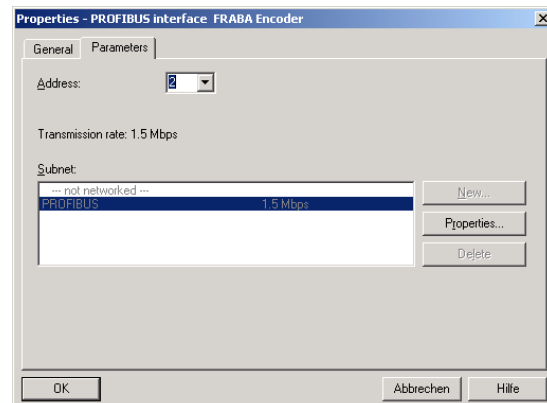 Properties - PROFIBUS interface FRABA Encoder
General Parameters
Address: 2
Transmission rate: 1.5 Mbps
Subnet:
--- not networked ---
PROFIBUS 1.5 Mbps
New...
Properties...
Delete
OK Abbrechen Hilfe